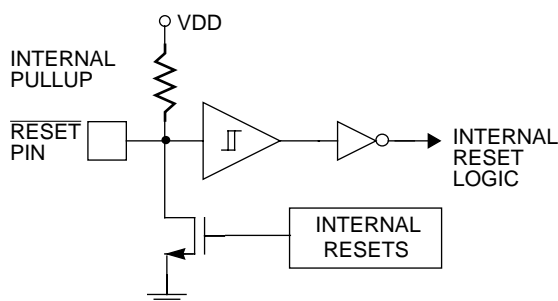 VDD
INTERNAL
PULLUP
RESET
PIN
INTERNAL
RESET
LOGIC
INTERNAL
RESETS